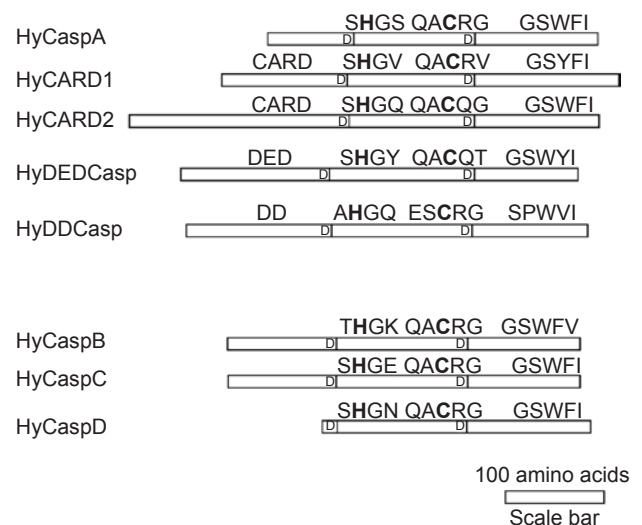 SHGS QACRG GSWFI
HyCaspA D D
CARD SHGV QACRV GSYFI
HyCARD1 D D
CARD SHGQ QACQG GSWFI
HyCARD2 D D
DED SHGY QACQT GSWYI
HyDEDCasp D D
DD AHGQ ESCRG SPWVI
HyDDCasp D D
THGK QACRG GSWFV
HyCaspB D D
SHGE QACRG GSWFI
HyCaspC D D
SHGN QACRG GSWFI
HyCaspD D D
100 amino acids
Scale bar